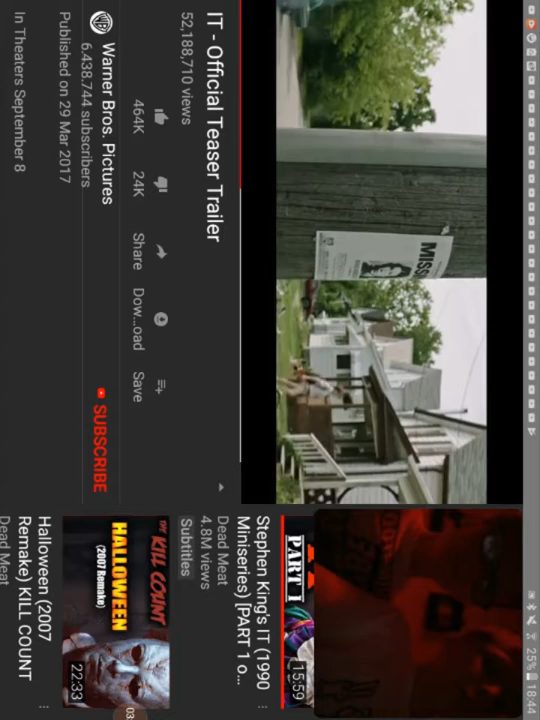 25% 18:44
MISS
IT - Official Teaser Trailer
52,188,710 views
464K
24K
Share
Dow...oad
Save
Warner Bros. Pictures
6,438,744 subscribers
SUBSCRIBE
Published on 29 Mar 2017
In Theaters September 8
PART 1
15:59
Stephen King's IT (1990
Miniseries) [PART 1 o...
Dead Meat
4.8M views
Subtitles
THE KILL COUNT
HALLOWEEN
(2007 Remake)
22:33
03:
Halloween (2007
Remake) KILL COUNT
Dead Meat